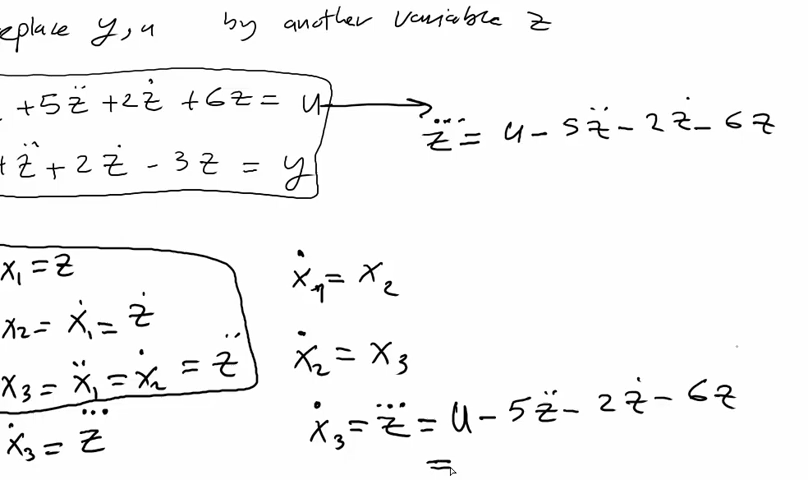 eplace y, u by another variable z
+5z̈ + 2ż + 6z = u
z⃛ = u - 5z̈ - 2ż - 6z
+ z̈ + 2ż - 3z = y
x₁ = z
ẋ₁ = x₂
x₂ = ẋ₁ = ż
ẋ₂ = x₃
x₃ = ẍ₁ = ẋ₂ = z̈
ẋ₃ = z⃛
ẋ₃ = z⃛ = u - 5z̈ - 2ż - 6z
=